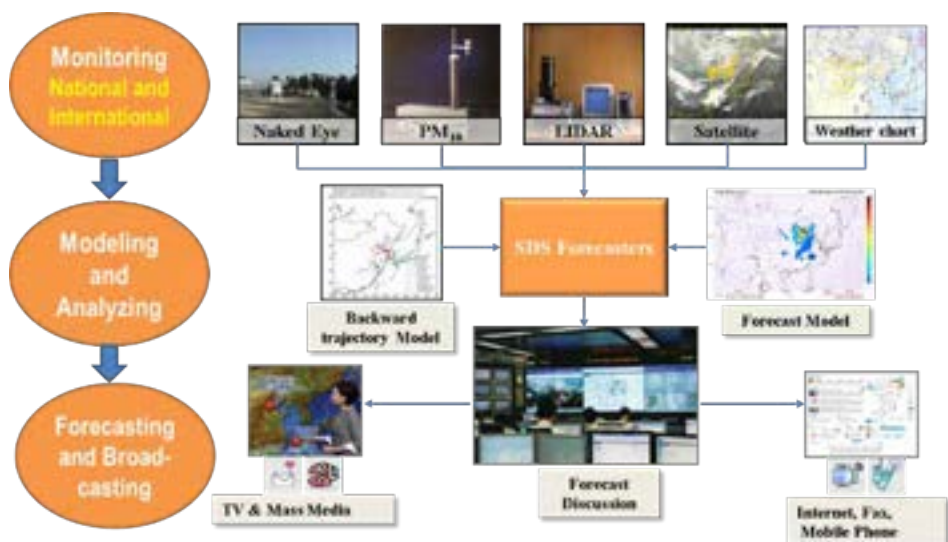 Monitoring
National and
International
Naked Eye
PM10
LIDAR
Satellite
Weather chart
Modeling
and
Analyzing
SDS Forecasters
Backward
trajectory Model
Forecast Model
Forecasting
and Broad-
casting
TV & Mass Media
Forecast
Discussion
Internet, Fax,
Mobile Phone